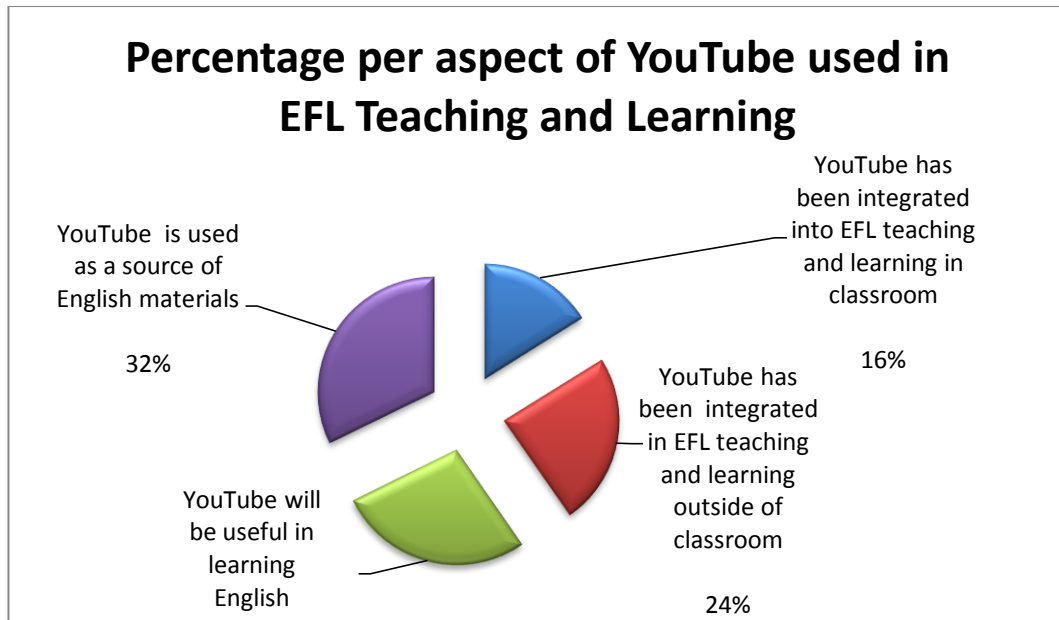 Percentage per aspect of YouTube used in
EFL Teaching and Learning
YouTube has
been integrated
into EFL teaching
and learning in
classroom
16%
YouTube has
been integrated
in EFL teaching
and learning
outside of
classroom
24%
YouTube will
be useful in
learning
English
YouTube is used
as a source of
English materials
32%